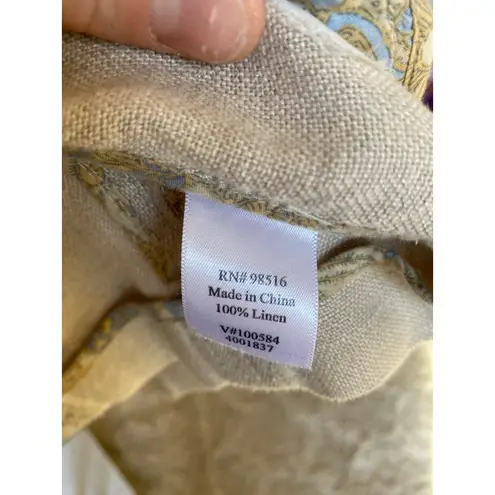 RN# 98516
Made in China
100% Linen
V#100584
4001837